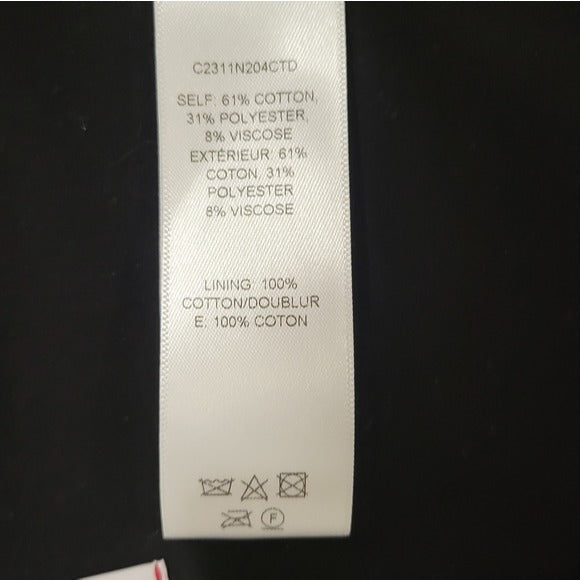 C2311N204CTD
SELF: 61% COTTON,
31% POLYESTER,
8% VISCOSE
EXTÉRIEUR: 61%
COTON, 31%
POLYESTER
8% VISCOSE
LINING: 100%
COTTON/DOUBLUR
E: 100% COTON
F